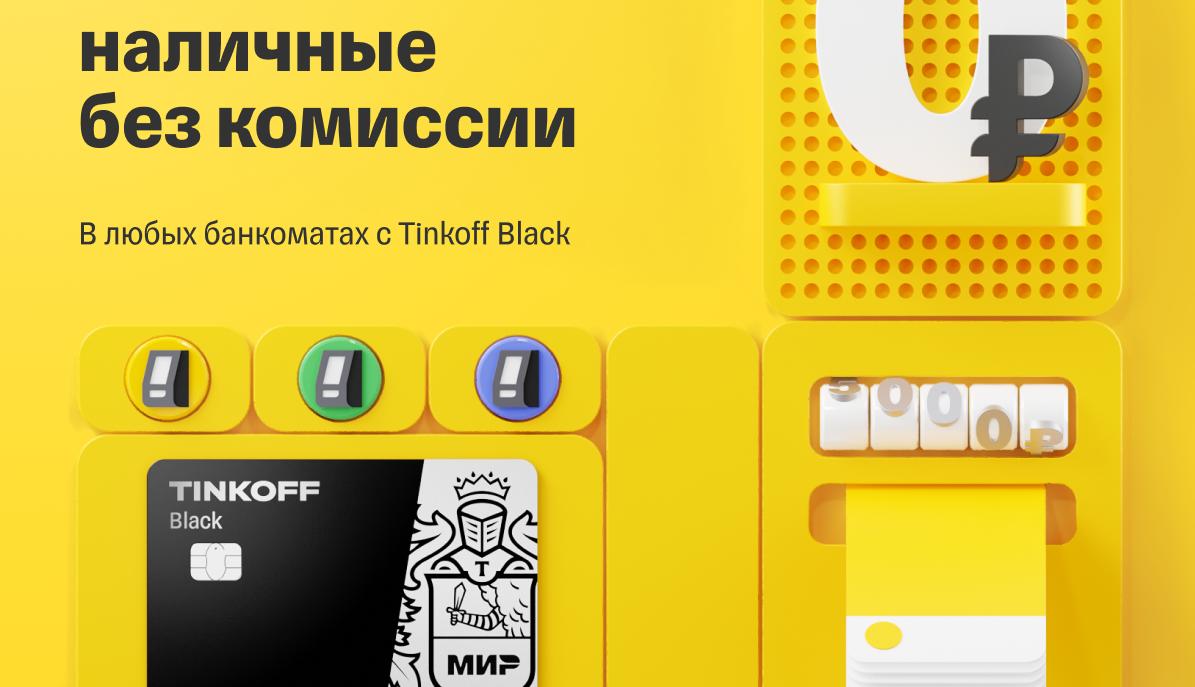 наличные
без комиссии
В любых банкоматах с Tinkoff Black
0 ₽
5000₽
TINKOFF
Black
T
МИР